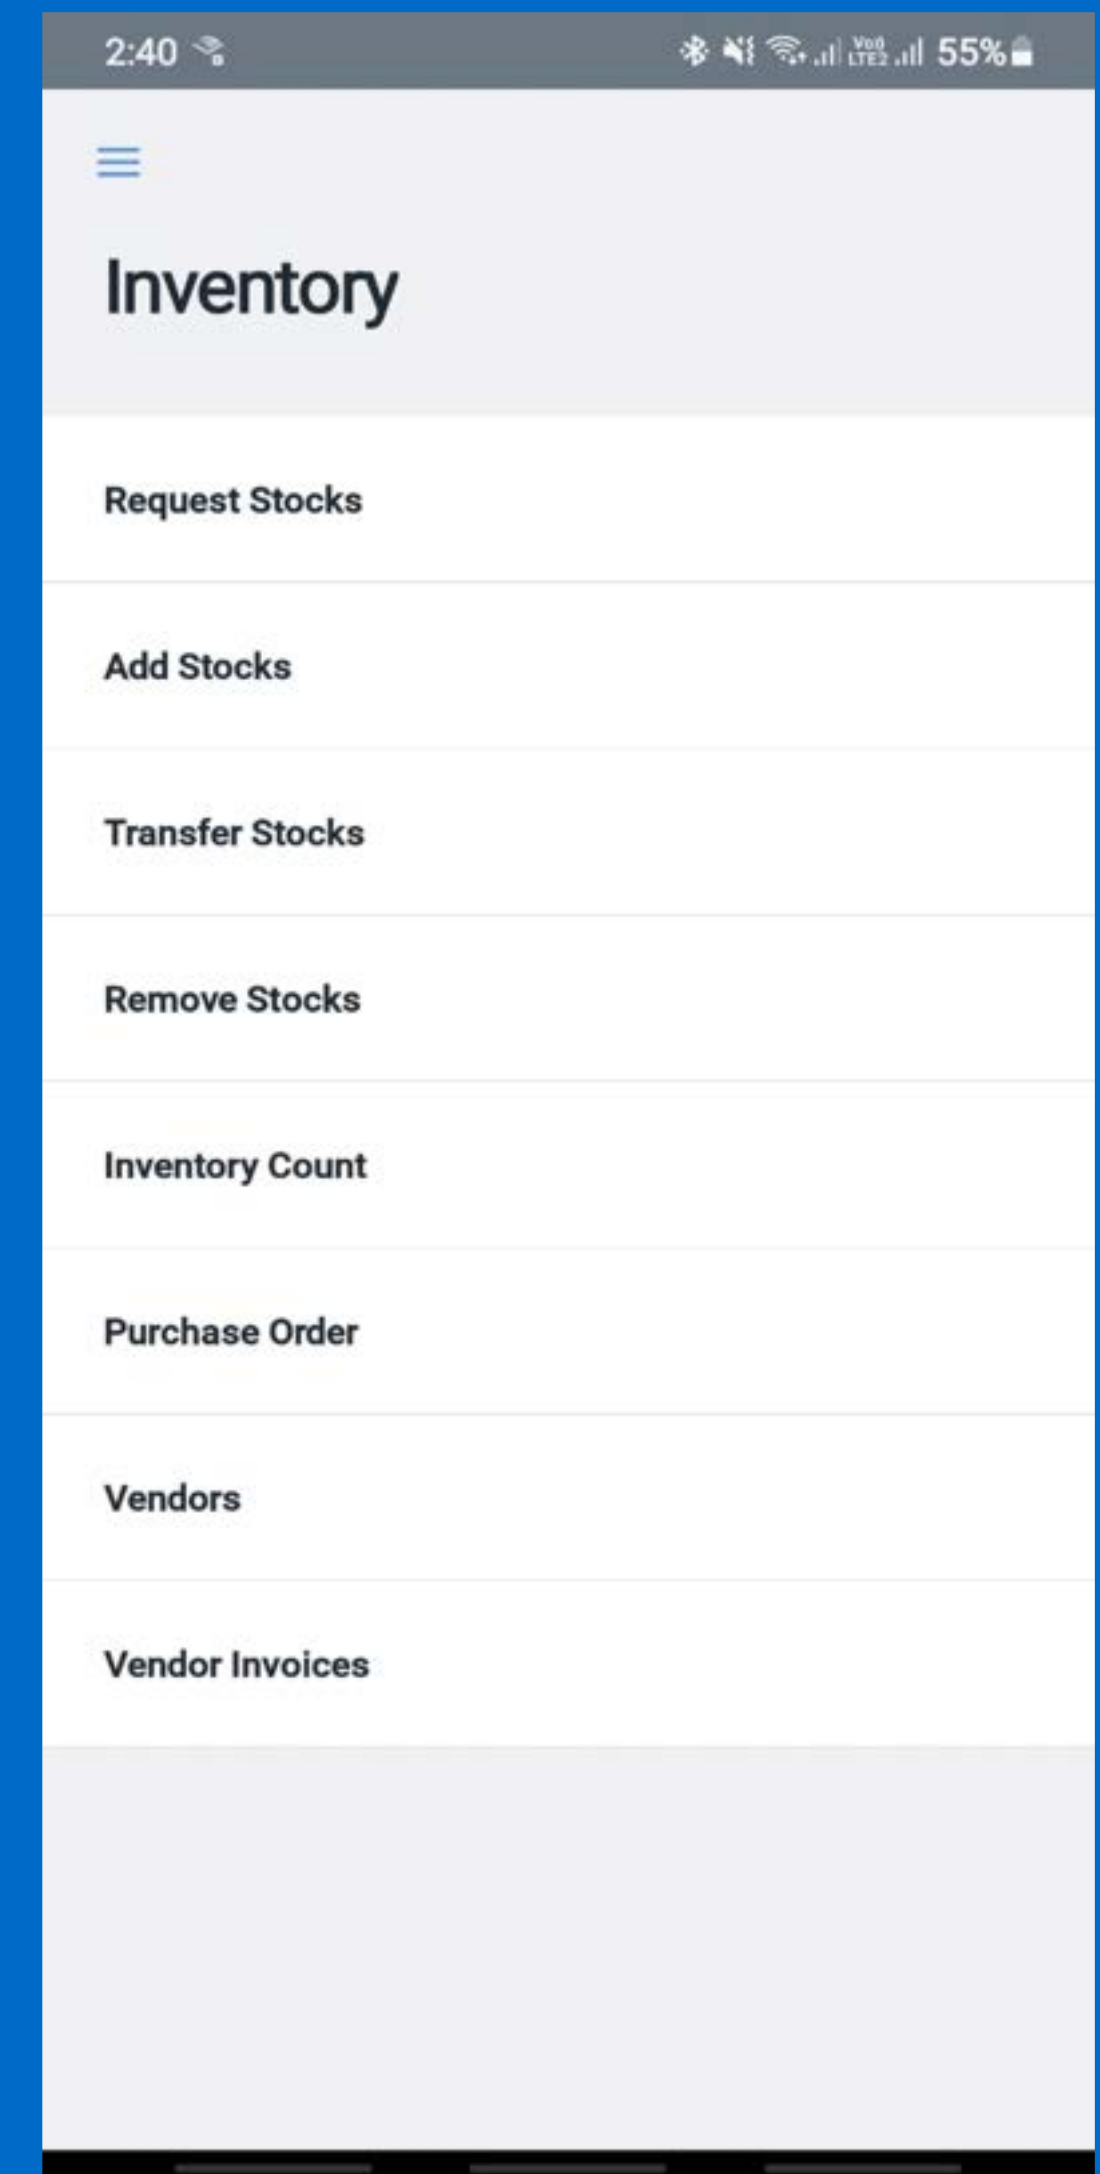 2:40
VoLTE2 55%
Inventory
Request Stocks
Add Stocks
Transfer Stocks
Remove Stocks
Inventory Count
Purchase Order
Vendors
Vendor Invoices